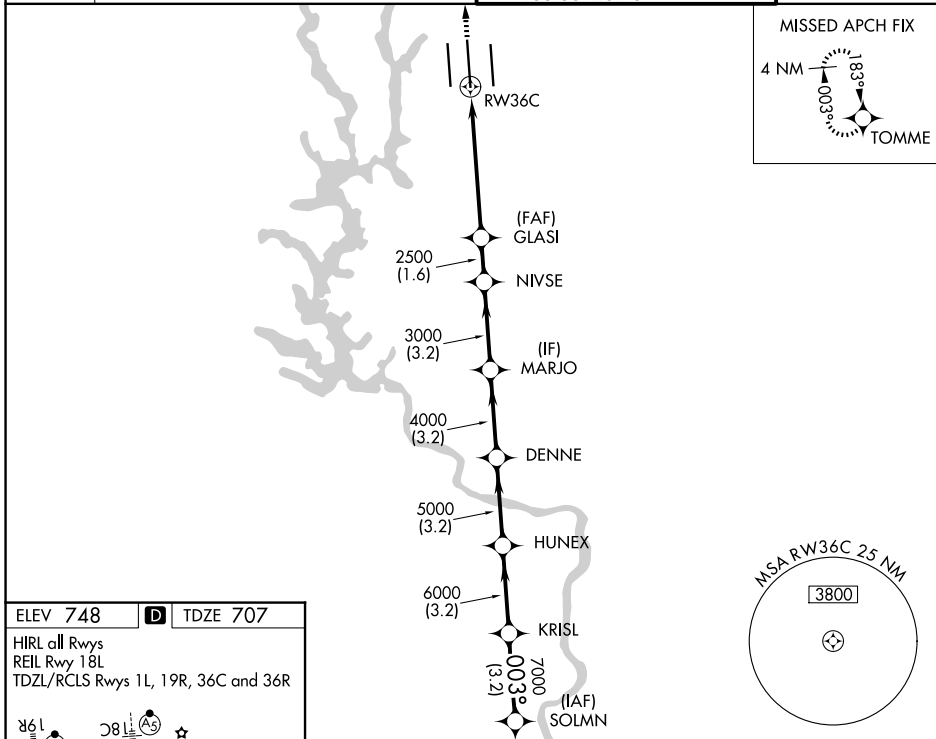 MISSED APCH FIX
4 NM
183°
003°
TOMME
RW36C
(FAF)
GLASI
2500
(1.6)
NIVSE
3000
(3.2)
(IF)
MARJO
4000
(3.2)
DENNE
5000
(3.2)
HUNEX
6000
(3.2)
KRISL
7000
003°
(3.2)
(IAF)
SOLMN
MSA RW36C 25 NM
3800
ELEV 748
D
TDZE 707
HIRL all Rwys
REIL Rwy 18L
TDZL/RCLS Rwys 1L, 19R, 36C and 36R
19R
18C
A5